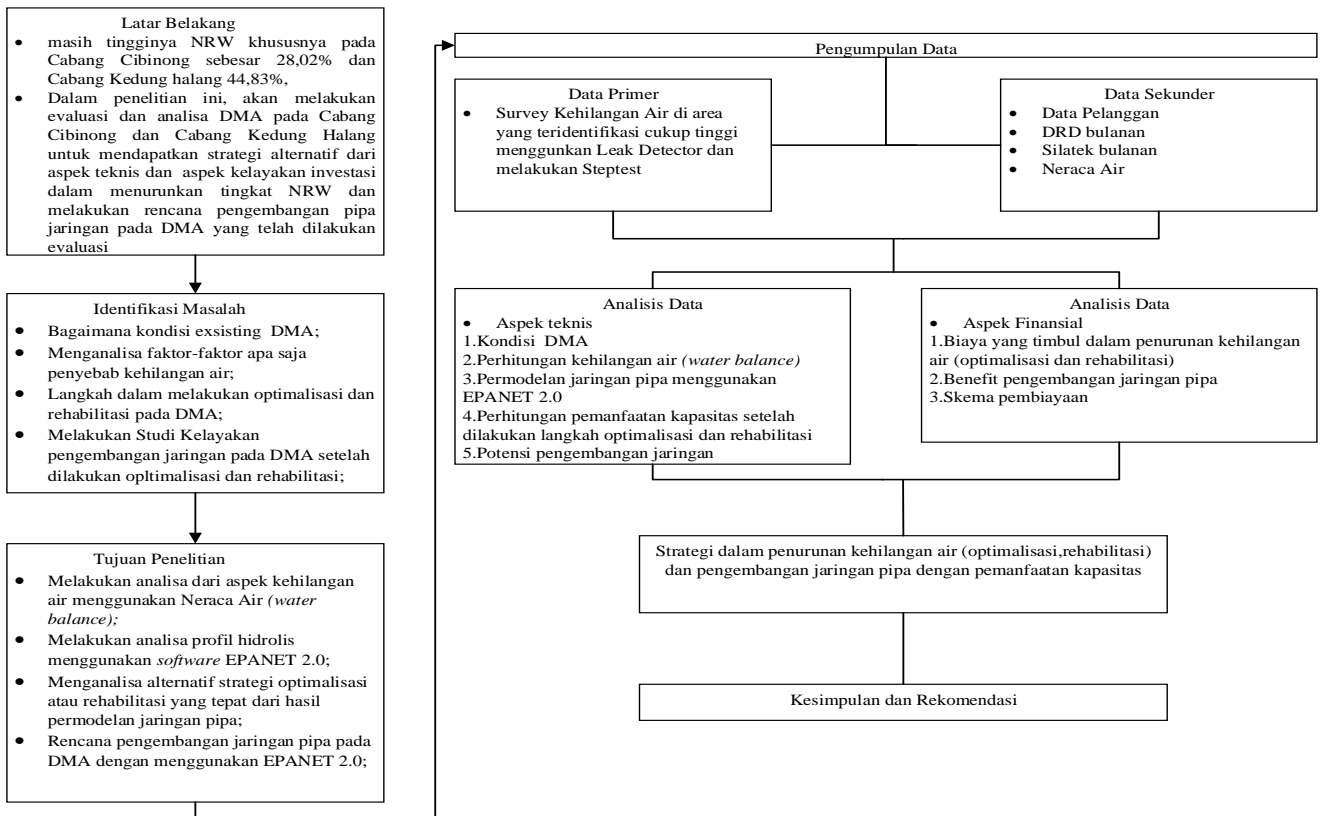 Latar Belakang
• masih tingginya NRW khususnya pada
Cabang Cibinong sebesar 28,02% dan
Cabang Kedung halang 44,83%,
• Dalam penelitian ini, akan melakukan
evaluasi dan analisa DMA pada Cabang
Cibinong dan Cabang Kedung Halang
untuk mendapatkan strategi alternatif dari
aspek teknis dan aspek kelayakan investasi
dalam menurunkan tingkat NRW dan
melakukan rencana pengembangan pipa
jaringan pada DMA yang telah dilakukan
evaluasi
Identifikasi Masalah
• Bagaimana kondisi exsisting DMA;
• Menganalisa faktor-faktor apa saja
penyebab kehilangan air;
• Langkah dalam melakukan optimalisasi dan
rehabilitasi pada DMA;
• Melakukan Studi Kelayakan
pengembangan jaringan pada DMA setelah
dilakukan opltimalisasi dan rehabilitasi;
Tujuan Penelitian
• Melakukan analisa dari aspek kehilangan
air menggunakan Neraca Air (water
balance);
• Melakukan analisa profil hidrolis
menggunakan software EPANET 2.0;
• Menganalisa alternatif strategi optimalisasi
atau rehabilitasi yang tepat dari hasil
permodelan jaringan pipa;
• Rencana pengembangan jaringan pipa pada
DMA dengan menggunakan EPANET 2.0;
Pengumpulan Data
Data Primer
• Survey Kehilangan Air di area
yang teridentifikasi cukup tinggi
menggunkan Leak Detector dan
melakukan Steptest
Data Sekunder
• Data Pelanggan
• DRD bulanan
• Silatek bulanan
• Neraca Air
Analisis Data
• Aspek teknis
1.Kondisi DMA
2.Perhitungan kehilangan air (water balance)
3.Permodelan jaringan pipa menggunakan
EPANET 2.0
4.Perhitungan pemanfaatan kapasitas setelah
dilakukan langkah optimalisasi dan rehabilitasi
5.Potensi pengembangan jaringan
Analisis Data
• Aspek Finansial
1.Biaya yang timbul dalam penurunan kehilangan
air (optimalisasi dan rehabilitasi)
2.Benefit pengembangan jaringan pipa
3.Skema pembiayaan
Strategi dalam penurunan kehilangan air (optimalisasi,rehabilitasi)
dan pengembangan jaringan pipa dengan pemanfaatan kapasitas
Kesimpulan dan Rekomendasi